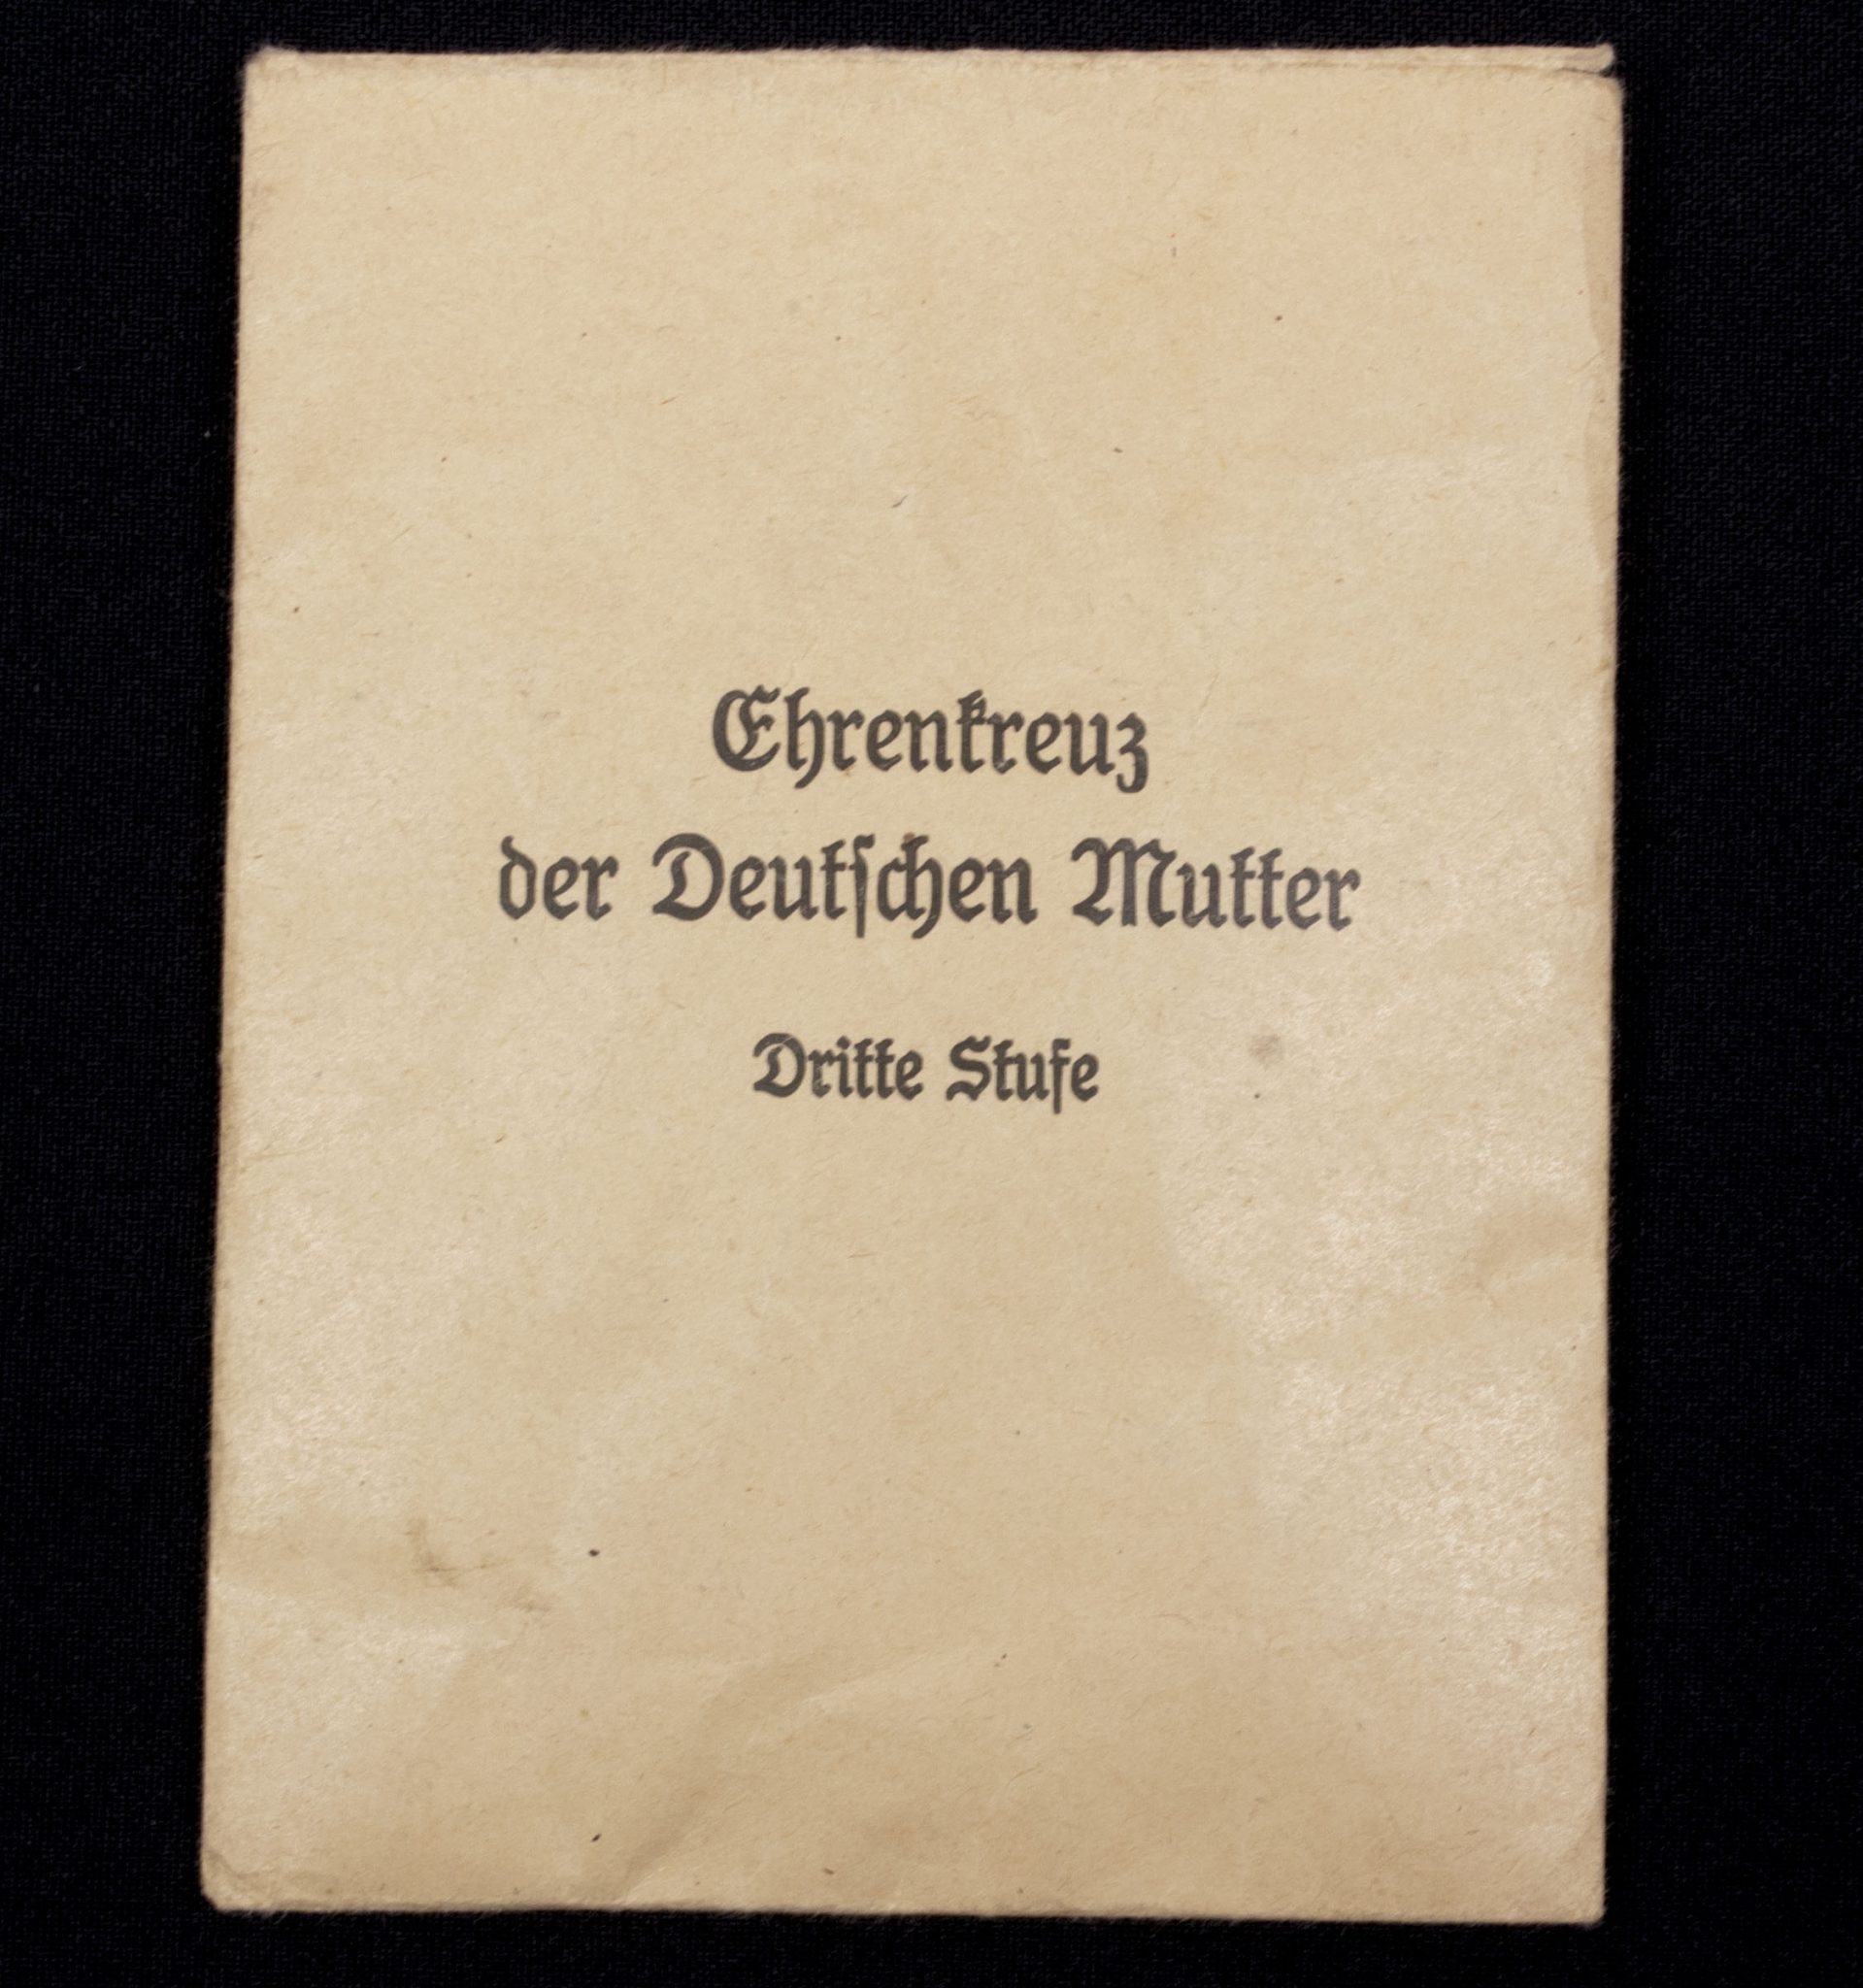 Ehrenkreuz
der Deutschen Mutter
Dritte Stufe